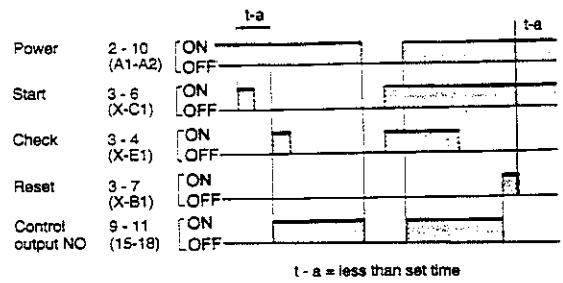 t-a
t-a
Power 2 - 10 ON
(A1-A2) OFF
Start 3 - 6 ON
(X-C1) OFF
Check 3 - 4 ON
(X-E1) OFF
Reset 3 - 7 ON
(X-B1) OFF
Control 9 - 11 ON
output NO (15-18) OFF
t - a = less than set time